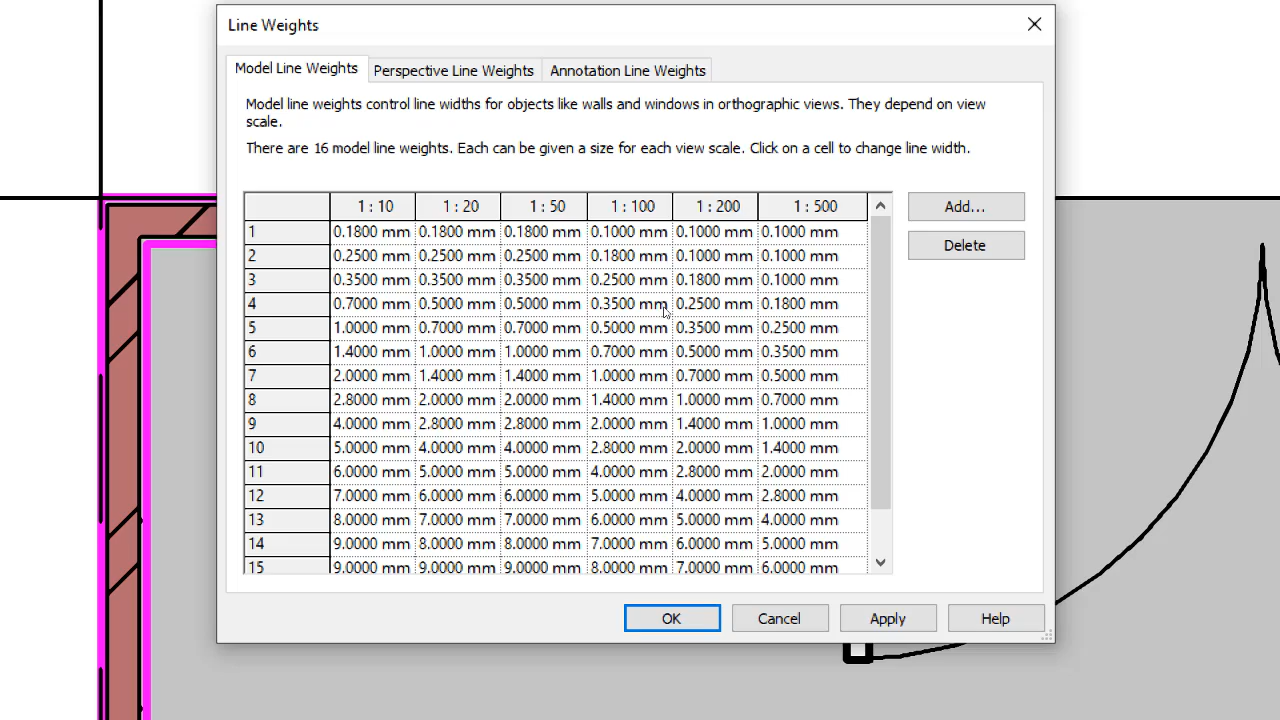 Line Weights
Model Line Weights Perspective Line Weights Annotation Line Weights
Model line weights control line widths for objects like walls and windows in orthographic views. They depend on view
scale.
There are 16 model line weights. Each can be given a size for each view scale. Click on a cell to change line width.
1 : 10 1 : 20 1 : 50 1 : 100 1 : 200 1 : 500 Add...
1 0.1800 mm 0.1800 mm 0.1800 mm 0.1000 mm 0.1000 mm 0.1000 mm
Delete
2 0.2500 mm 0.2500 mm 0.2500 mm 0.1800 mm 0.1000 mm 0.1000 mm
3 0.3500 mm 0.3500 mm 0.3500 mm 0.2500 mm 0.1800 mm 0.1000 mm
4 0.7000 mm 0.5000 mm 0.5000 mm 0.3500 mm 0.2500 mm 0.1800 mm
5 1.0000 mm 0.7000 mm 0.7000 mm 0.5000 mm 0.3500 mm 0.2500 mm
6 1.4000 mm 1.0000 mm 1.0000 mm 0.7000 mm 0.5000 mm 0.3500 mm
7 2.0000 mm 1.4000 mm 1.4000 mm 1.0000 mm 0.7000 mm 0.5000 mm
8 2.8000 mm 2.0000 mm 2.0000 mm 1.4000 mm 1.0000 mm 0.7000 mm
9 4.0000 mm 2.8000 mm 2.8000 mm 2.0000 mm 1.4000 mm 1.0000 mm
10 5.0000 mm 4.0000 mm 4.0000 mm 2.8000 mm 2.0000 mm 1.4000 mm
11 6.0000 mm 5.0000 mm 5.0000 mm 4.0000 mm 2.8000 mm 2.0000 mm
12 7.0000 mm 6.0000 mm 6.0000 mm 5.0000 mm 4.0000 mm 2.8000 mm
13 8.0000 mm 7.0000 mm 7.0000 mm 6.0000 mm 5.0000 mm 4.0000 mm
14 9.0000 mm 8.0000 mm 8.0000 mm 7.0000 mm 6.0000 mm 5.0000 mm
15 9.0000 mm 9.0000 mm 9.0000 mm 8.0000 mm 7.0000 mm 6.0000 mm
OK Cancel Apply Help